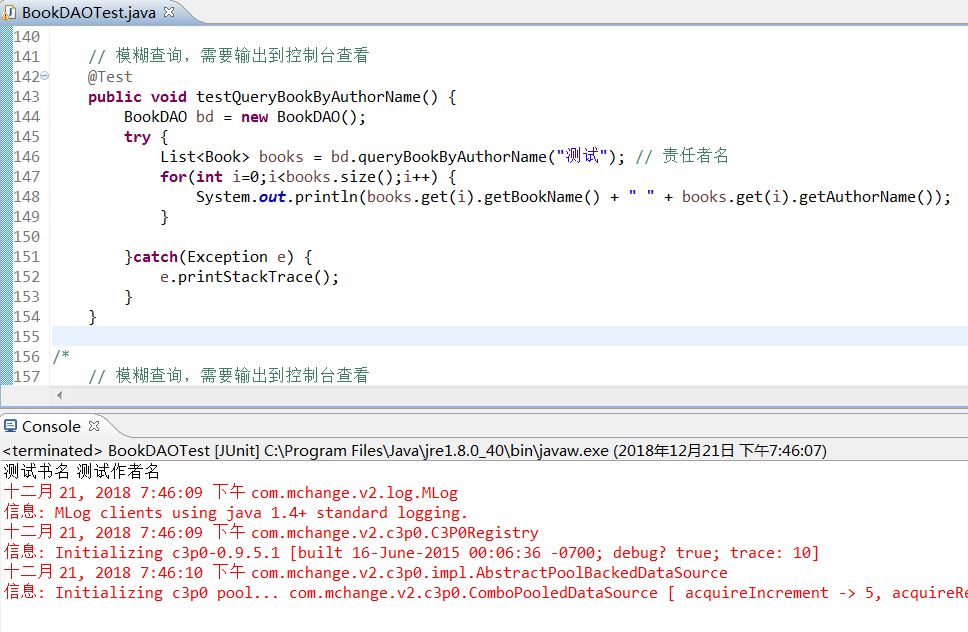 BookDAOTest.java
140
141 // 模糊查询，需要输出到控制台查看
142 @Test
143 public void testQueryBookByAuthorName() {
144 BookDAO bd = new BookDAO();
145 try {
146 List<Book> books = bd.queryBookByAuthorName("测试"); // 责任者名
147 for(int i=0;i<books.size();i++) {
148 System.out.println(books.get(i).getBookName() + " " + books.get(i).getAuthorName());
149 }
150
151 }catch(Exception e) {
152 e.printStackTrace();
153 }
154 }
155
156 /*
157 // 模糊查询，需要输出到控制台查看
Console
<terminated> BookDAOTest [JUnit] C:\Program Files\Java\jre1.8.0_40\bin\javaw.exe (2018年12月21日 下午7:46:07)
测试书名 测试作者名
十二月 21, 2018 7:46:09 下午 com.mchange.v2.log.MLog
信息: MLog clients using java 1.4+ standard logging.
十二月 21, 2018 7:46:09 下午 com.mchange.v2.c3p0.C3P0Registry
信息: Initializing c3p0-0.9.5.1 [built 16-June-2015 00:06:36 -0700; debug? true; trace: 10]
十二月 21, 2018 7:46:10 下午 com.mchange.v2.c3p0.impl.AbstractPoolBackedDataSource
信息: Initializing c3p0 pool... com.mchange.v2.c3p0.ComboPooledDataSource [ acquireIncrement -> 5, acquireRe